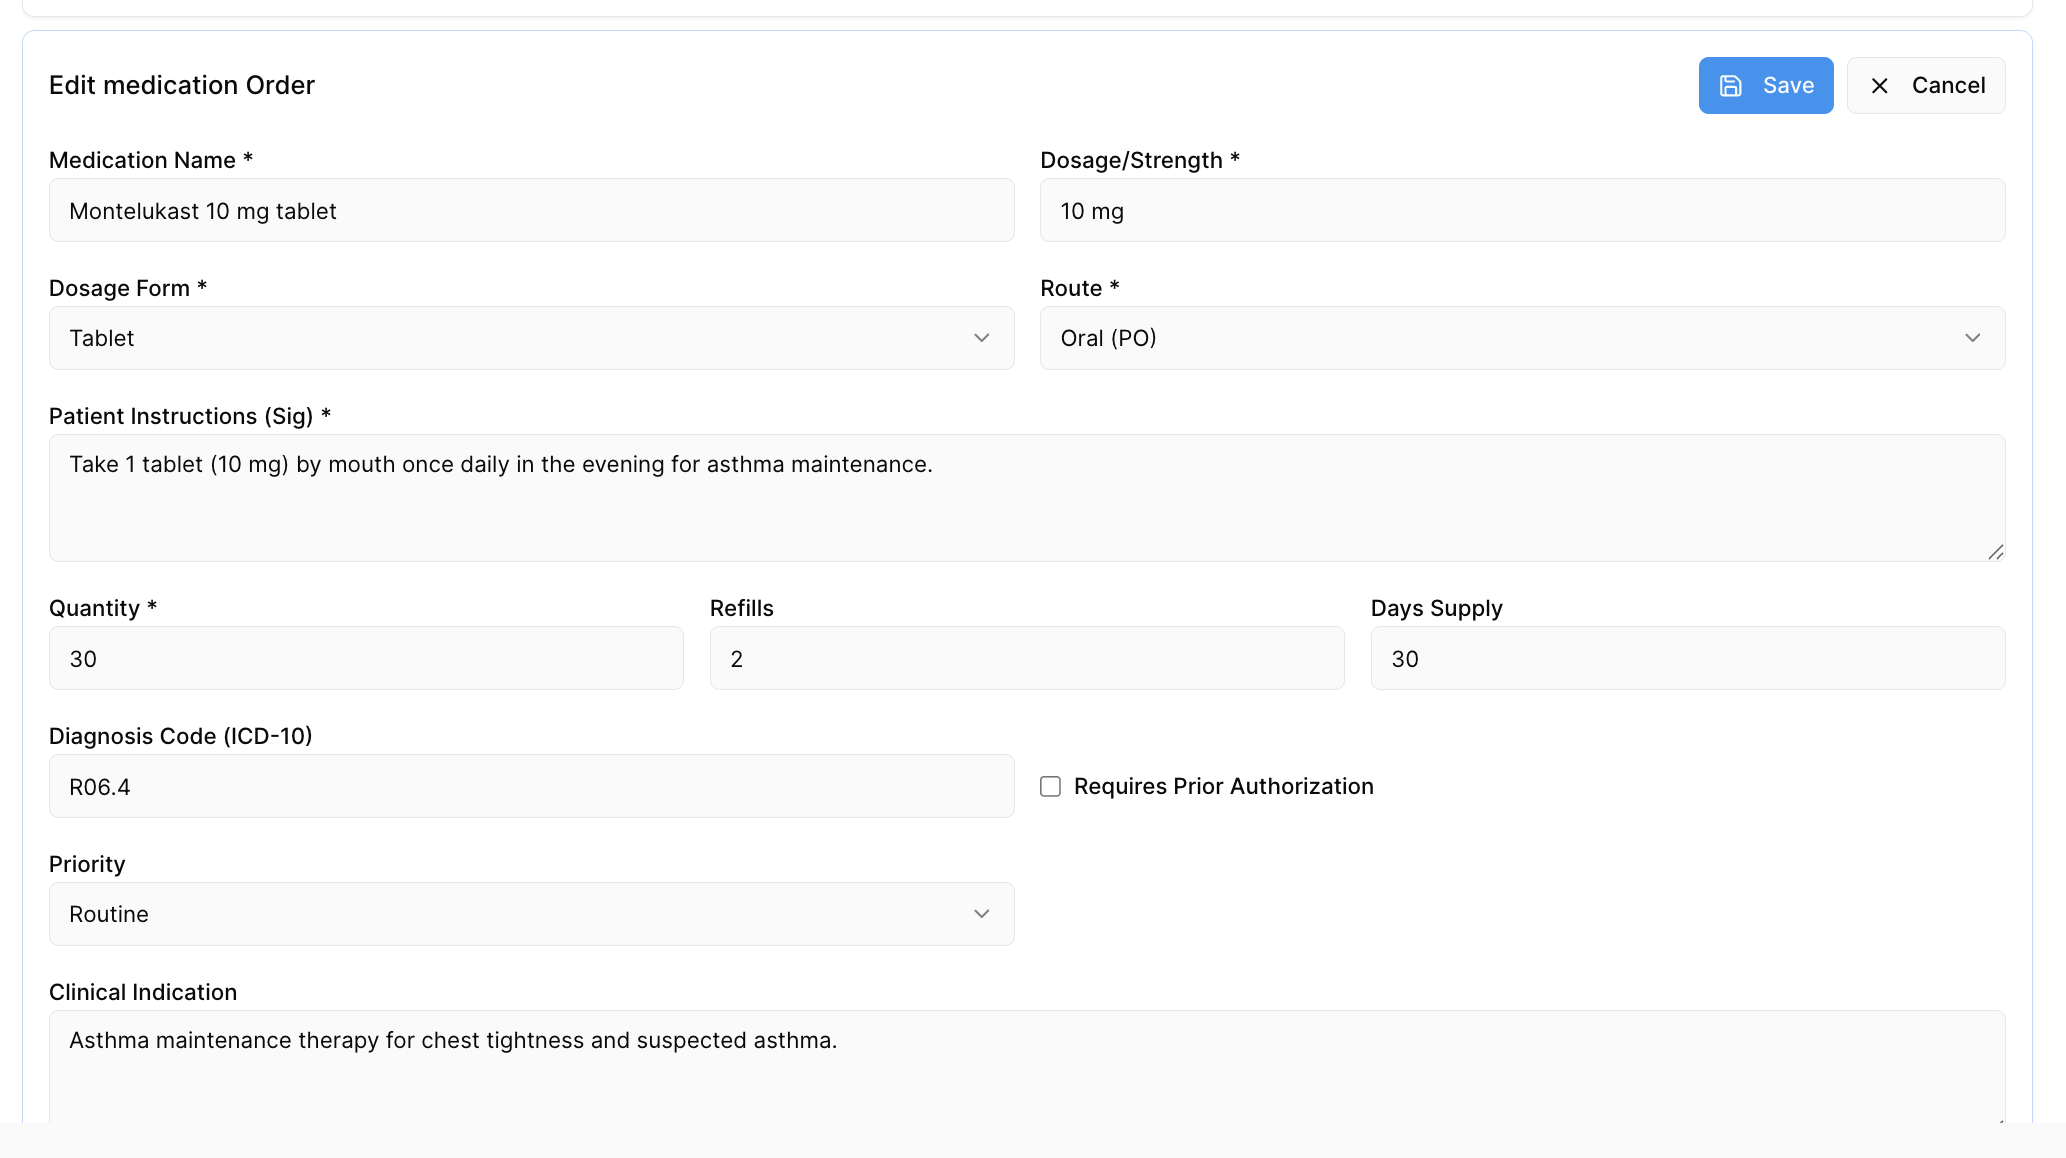 Edit medication Order
Save
Cancel
Medication Name *
Dosage/Strength *
Montelukast 10 mg tablet
10 mg
Dosage Form *
Route *
Tablet
Oral (PO)
Patient Instructions (Sig) *
Take 1 tablet (10 mg) by mouth once daily in the evening for asthma maintenance.
Quantity *
Refills
Days Supply
30
2
30
Diagnosis Code (ICD-10)
R06.4
Requires Prior Authorization
Priority
Routine
Clinical Indication
Asthma maintenance therapy for chest tightness and suspected asthma.